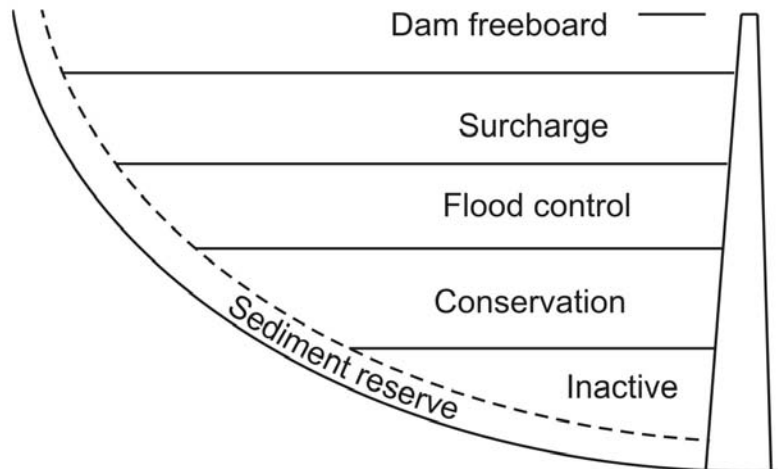 Dam freeboard
Surcharge
Flood control
Conservation
Sediment reserve
Inactive